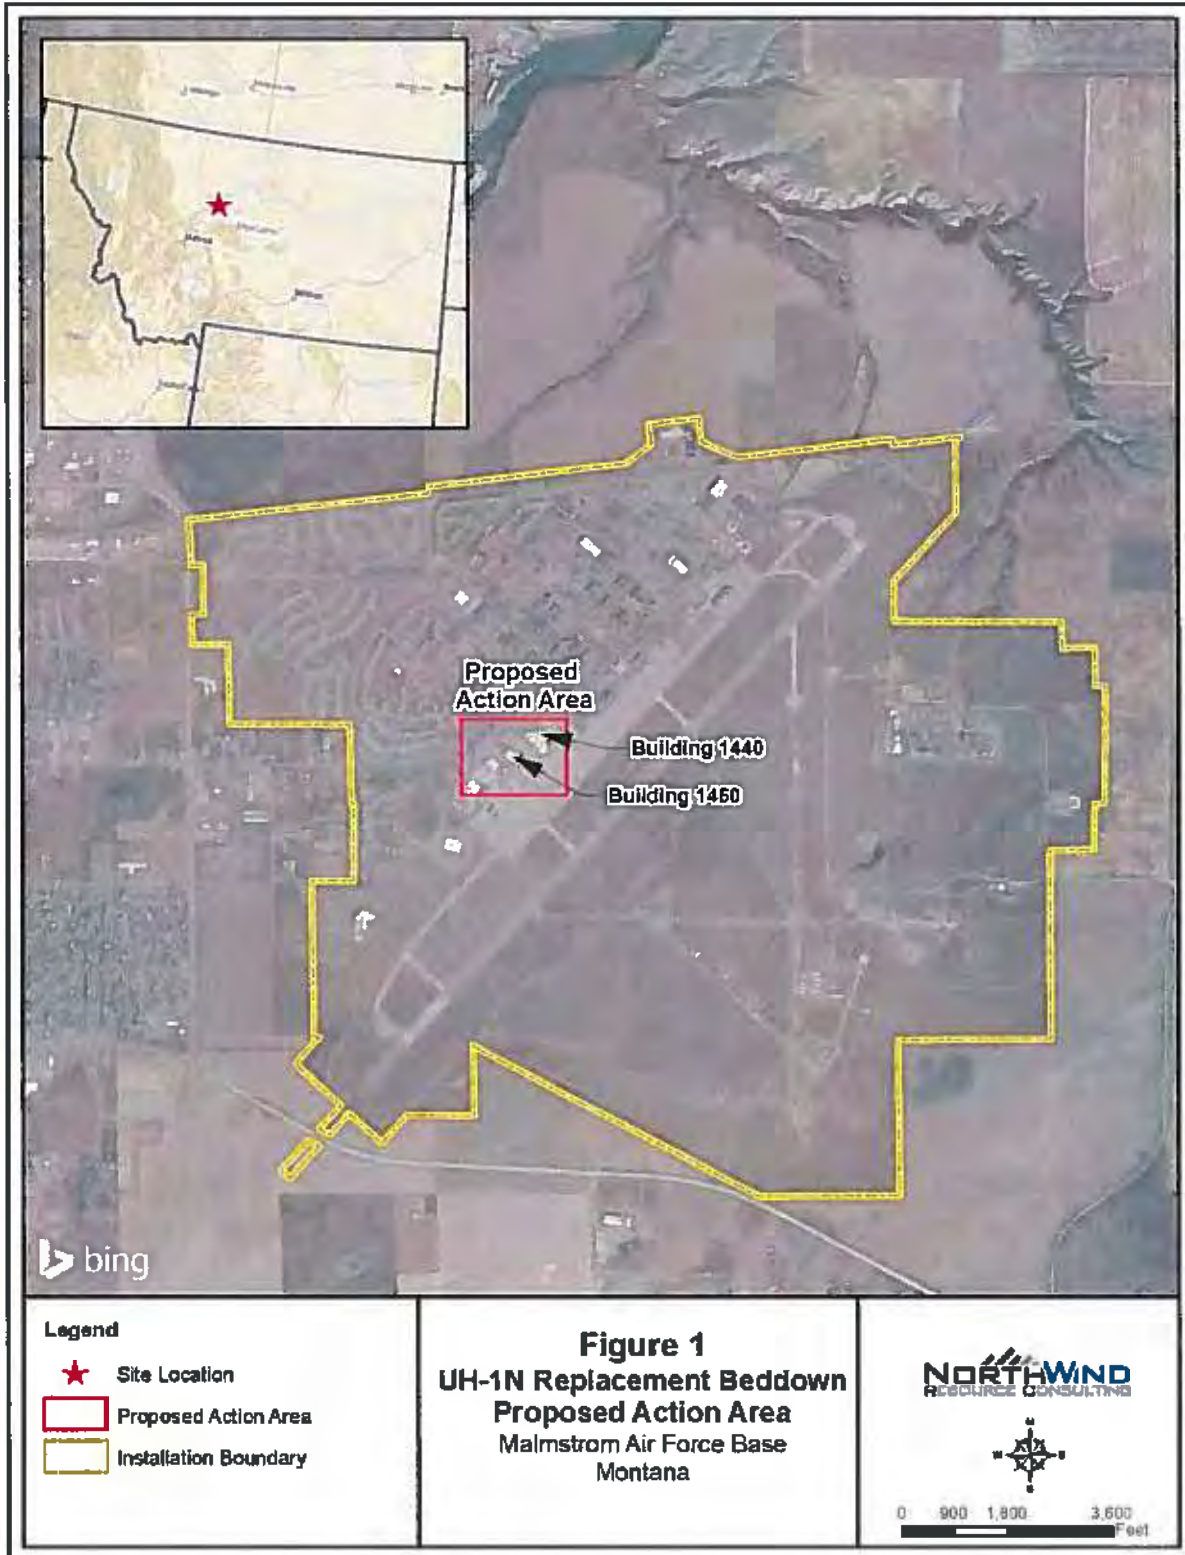 Proposed
Action Area
Building 1440
Building 1460
bing
Legend
Site Location
Proposed Action Area
Installation Boundary
Figure 1
UH-1N Replacement Beddown
Proposed Action Area
Malmstrom Air Force Base
Montana
NORTHWIND
RESOURCE CONSULTING
N
W E
S
0 900 1,800 3,600
Feet